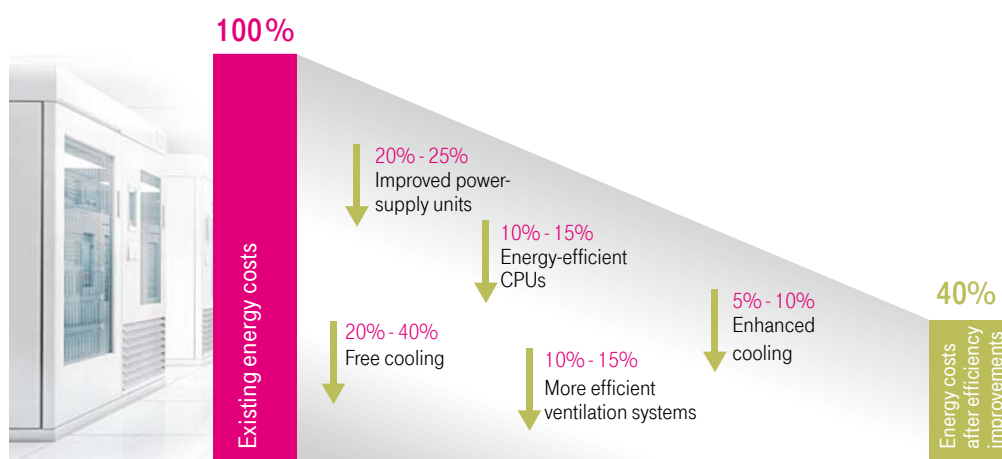 100%
Existing energy costs
20% - 25%
Improved power-
supply units
10% - 15%
Energy-efficient
CPUs
20% - 40%
Free cooling
10% - 15%
More efficient
ventilation systems
5% - 10%
Enhanced
cooling
40%
Energy costs
after efficiency
improvements